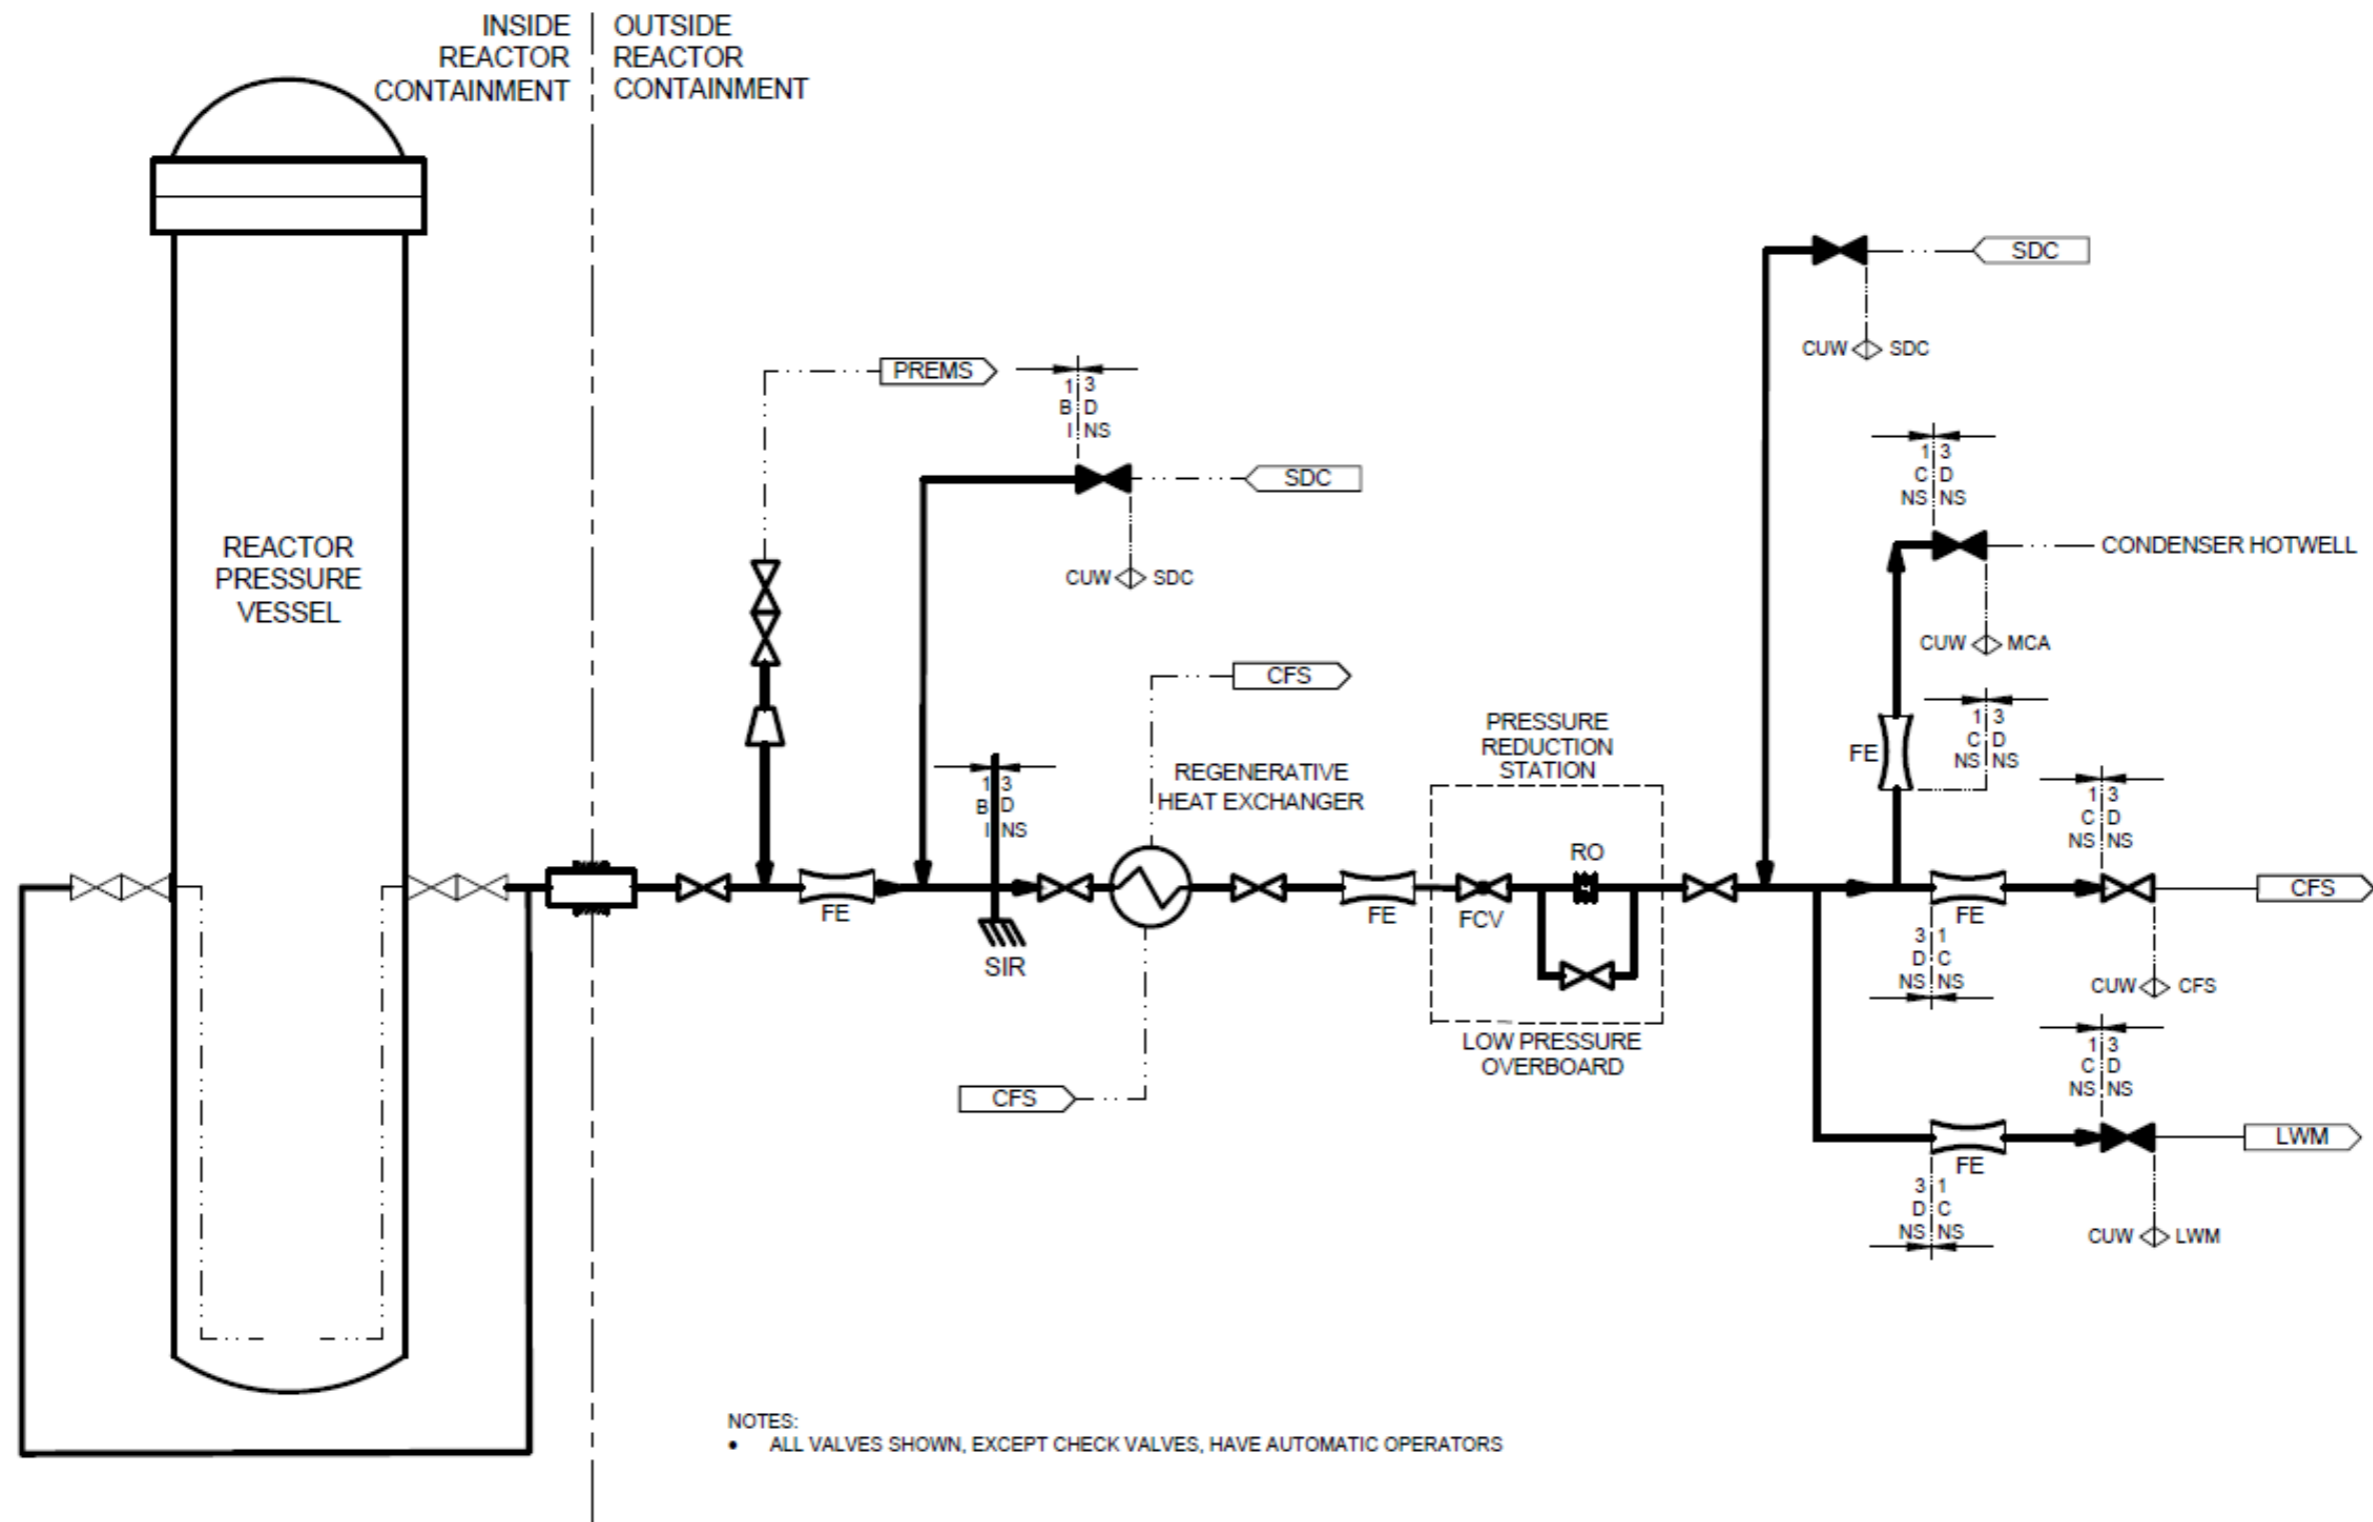 INSIDE
REACTOR
CONTAINMENT
OUTSIDE
REACTOR
CONTAINMENT
REACTOR
PRESSURE
VESSEL
PREMS
1 3
B D
I NS
SDC
CUW SDC
SDC
CUW SDC
1 3
C D
NS NS
CONDENSER HOTWELL
CUW MCA
1 3
C D
NS NS
FE
CFS
REGENERATIVE
HEAT EXCHANGER
PRESSURE
REDUCTION
STATION
1 3
B D
I NS
1 3
C D
NS NS
RO
FE
SIR
FE
FCV
FE
CFS
3 1
D C
NS NS
CUW CFS
LOW PRESSURE
OVERBOARD
CFS
1 3
C D
NS NS
FE
LWM
3 1
D C
NS NS
CUW LWM
NOTES:
• ALL VALVES SHOWN, EXCEPT CHECK VALVES, HAVE AUTOMATIC OPERATORS